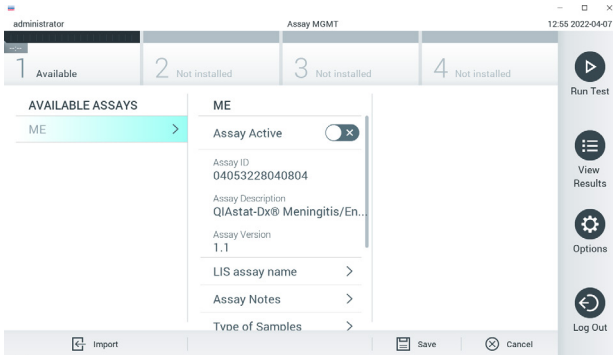 administrator Assay MGMT 12:55 2022-04-07
--:--
1 Available 2 Not installed 3 Not installed 4 Not installed
Run Test
AVAILABLE ASSAYS
ME
ME
Assay Active
Assay ID
04053228040804
Assay Description
QIAstat-Dx® Meningitis/En...
Assay Version
1.1
LIS assay name
Assay Notes
Type of Samples
View
Results
Options
Log Out
Import Save Cancel